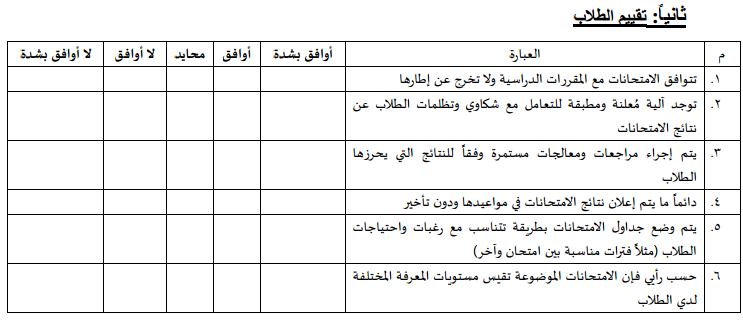 ثانياً: تقييم الطلاب
م العبارة أوافق بشدة أوافق محايد لا أوافق لا أوافق بشدة
١. تتوافق الامتحانات مع المقررات الدراسية ولا تخرج عن إطارها
٢. توجد آلية مُعلنة ومطبقة للتعامل مع شكاوي وتظلمات الطلاب عن
نتائج الامتحانات
٣. يتم إجراء مراجعات ومعالجات مستمرة وفقاً للنتائج التي يحرزها
الطلاب
٤. دائماً ما يتم إعلان نتائج الامتحانات في مواعيدها ودون تأخير
٥. يتم وضع جداول الامتحانات بطريقة تتناسب مع رغبات واحتياجات
الطلاب (مثلاً فترات مناسبة بين امتحان وآخر)
٦. حسب رأيي فإن الامتحانات الموضوعة تقيس مستويات المعرفة المختلفة
لدي الطلاب